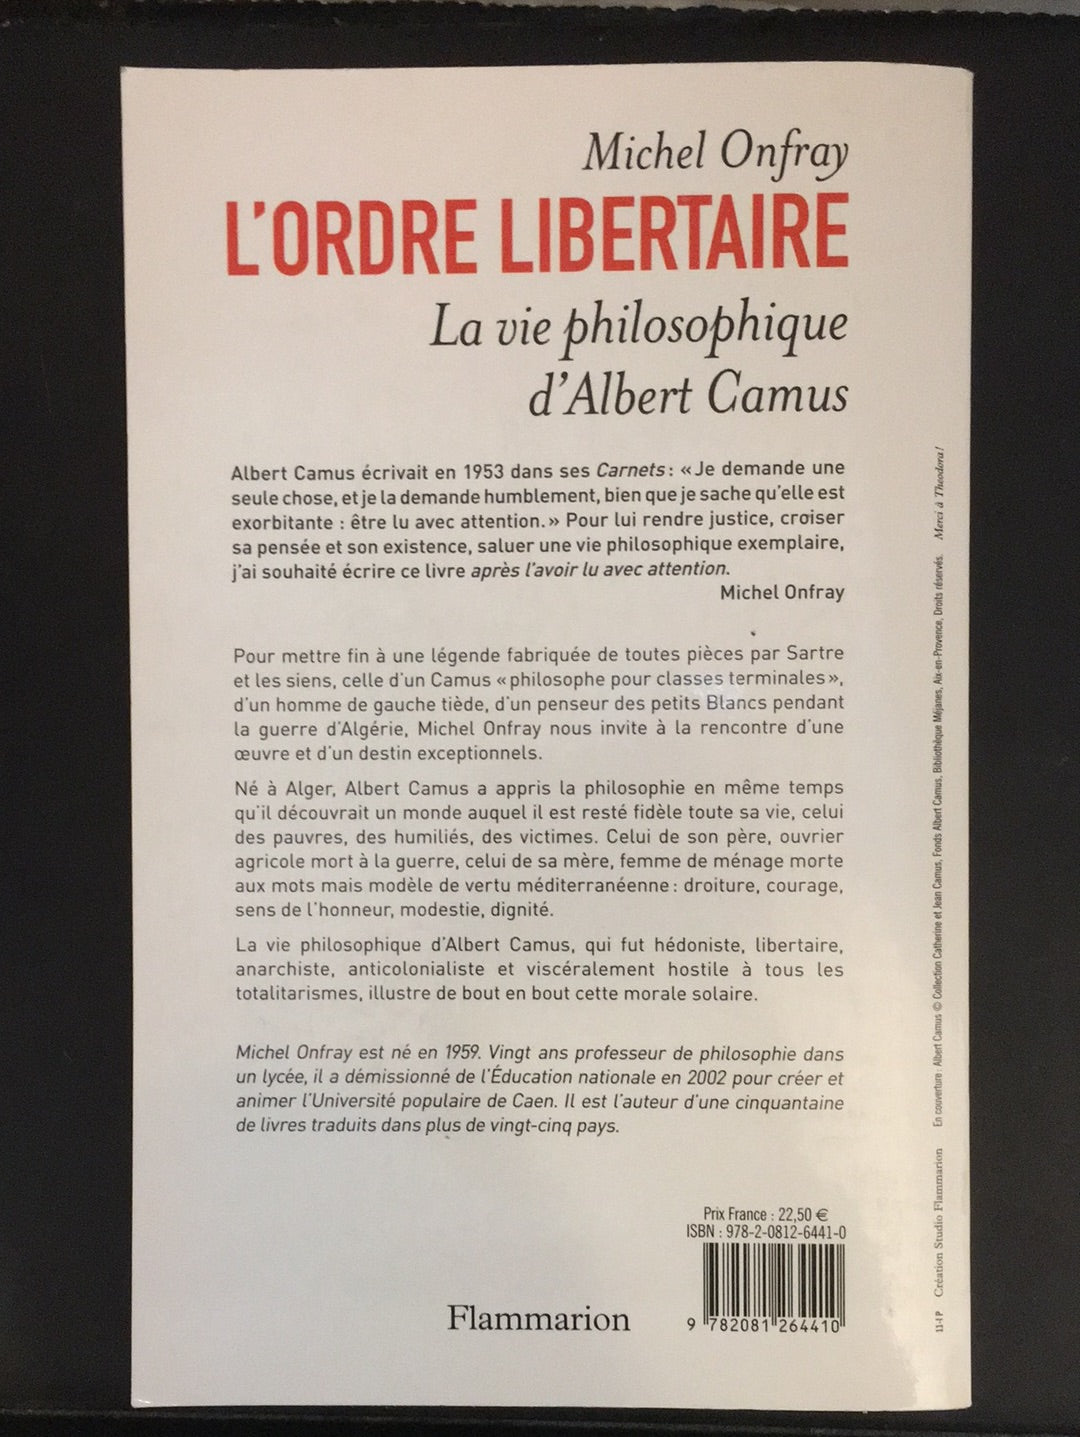 Michel Onfray
L'ORDRE LIBERTAIRE
La vie philosophique
d'Albert Camus
Albert Camus écrivait en 1953 dans ses Carnets : « Je demande une
seule chose, et je la demande humblement, bien que je sache qu'elle est
exorbitante : être lu avec attention. » Pour lui rendre justice, croiser
sa pensée et son existence, saluer une vie philosophique exemplaire,
j'ai souhaité écrire ce livre après l'avoir lu avec attention.
Michel Onfray
Pour mettre fin à une légende fabriquée de toutes pièces par Sartre
et les siens, celle d'un Camus « philosophe pour classes terminales »,
d'un homme de gauche tiède, d'un penseur des petits Blancs pendant
la guerre d'Algérie, Michel Onfray nous invite à la rencontre d'une
œuvre et d'un destin exceptionnels.
Né à Alger, Albert Camus a appris la philosophie en même temps
qu'il découvrait un monde auquel il est resté fidèle toute sa vie, celui
des pauvres, des humiliés, des victimes. Celui de son père, ouvrier
agricole mort à la guerre, celui de sa mère, femme de ménage morte
aux mots mais modèle de vertu méditerranéenne : droiture, courage,
sens de l'honneur, modestie, dignité.
La vie philosophique d'Albert Camus, qui fut hédoniste, libertaire,
anarchiste, anticolonialiste et viscéralement hostile à tous les
totalitarismes, illustre de bout en bout cette morale solaire.
Michel Onfray est né en 1959. Vingt ans professeur de philosophie dans
un lycée, il a démissionné de l'Éducation nationale en 2002 pour créer et
animer l'Université populaire de Caen. Il est l'auteur d'une cinquantaine
de livres traduits dans plus de vingt-cinq pays.
Prix France : 22,50 €
ISBN : 978-2-0812-6441-0
9 782081 264410
Flammarion
11-I P Création Studio Flammarion En couverture : Albert Camus © Collection Catherine et Jean Camus, Fonds Albert Camus, Bibliothèque Méjanes, Aix-en-Provence, Droits réservés. Merci à Theodora !